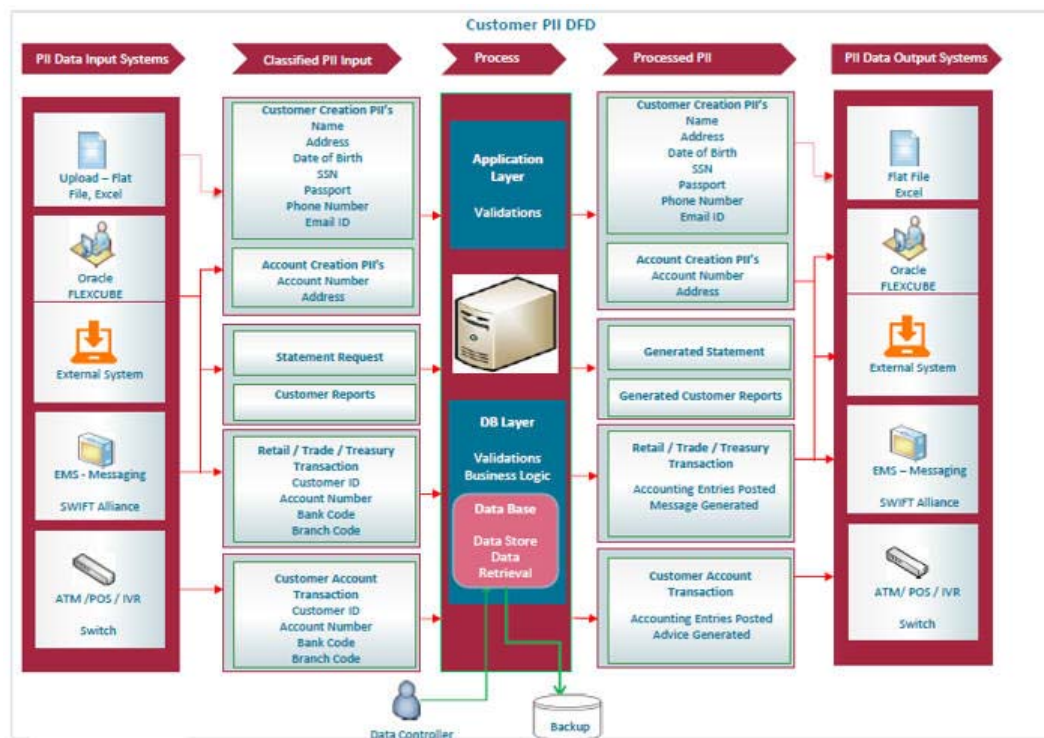 Customer PII DFD
PII Data Input Systems
Classified PII Input
Process
Processed PII
PII Data Output Systems
Upload – Flat
File, Excel
Oracle
FLEXCUBE
External System
EMS - Messaging
SWIFT Alliance
ATM /POS / IVR
Switch
Customer Creation PII's
Name
Address
Date of Birth
SSN
Passport
Phone Number
Email ID
Account Creation PII's
Account Number
Address
Statement Request
Customer Reports
Retail / Trade / Treasury
Transaction
Customer ID
Account Number
Bank Code
Branch Code
Customer Account
Transaction
Customer ID
Account Number
Bank Code
Branch Code
Application
Layer
Validations
DB Layer
Validations
Business Logic
Data Base
Data Store
Data
Retrieval
Customer Creation PII's
Name
Address
Date of Birth
SSN
Passport
Phone Number
Email ID
Account Creation PII's
Account Number
Address
Generated Statement
Generated Customer Reports
Retail / Trade / Treasury
Transaction
Accounting Entries Posted
Message Generated
Customer Account
Transaction
Accounting Entries Posted
Advice Generated
Flat File
Excel
Oracle
FLEXCUBE
External System
EMS – Messaging
SWIFT Alliance
ATM/ POS / IVR
Switch
Data Controller
Backup